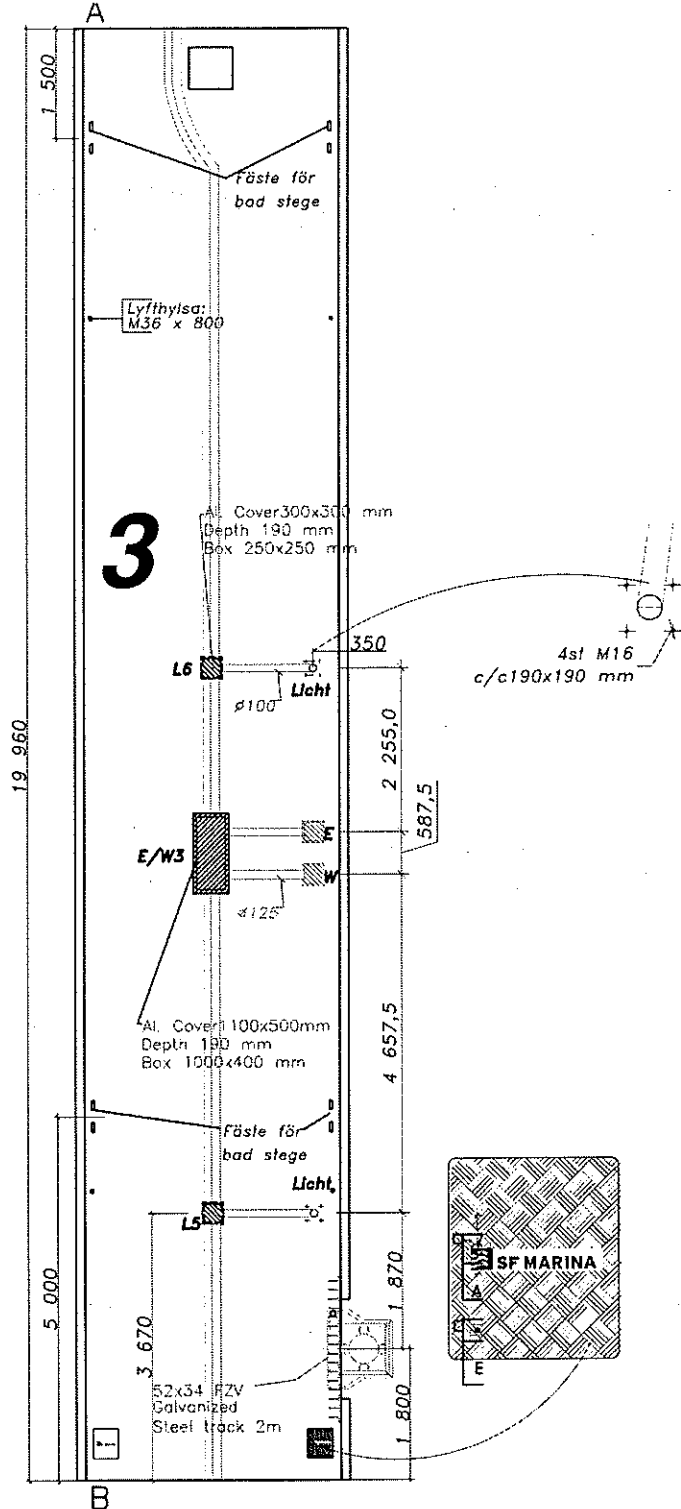 A
1 500
Fäste för
bad stege
Lyfthylsa:
M36 x 800
3
Al. Cover300x300 mm
Depth 190 mm
Box 250x250 mm
350
4st M16
c/c190x190 mm
L6
Licht
ø100
19 960
2 255,0
587,5
E
E/W3
W
ø125
Al. Cover1100x500mm
Depth 190 mm
Box 1000x400 mm
4 657,5
Fäste för
bad stege
Licht
L5
SF MARINA
A
E
5 000
3 670
1 870
52x34 FZV
Galvanized
Steel track 2m
1 800
B